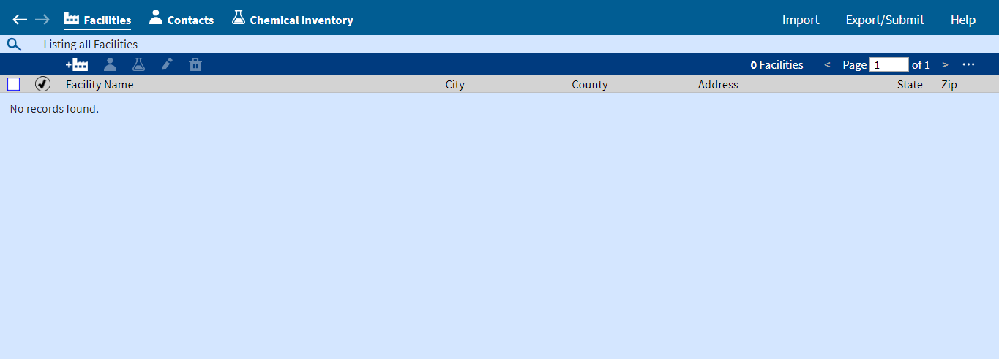 Facilities Contacts Chemical Inventory Import Export/Submit Help
Listing all Facilities
+ 0 Facilities < Page 1 of 1 > ...
Facility Name City County Address State Zip
No records found.